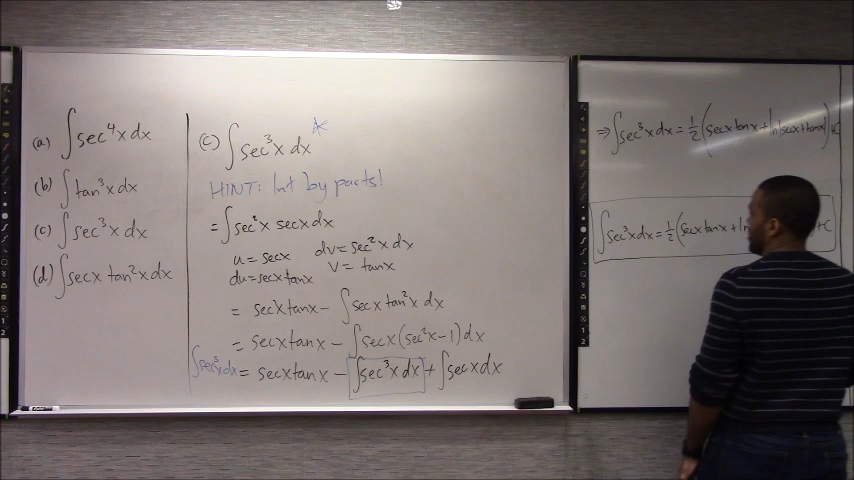 (a) ∫sec⁴x dx
(b) ∫tan³x dx
(c) ∫sec³x dx
(d) ∫secx tan²x dx
(c) ∫sec³x dx *
HINT: Int by parts!
= ∫sec²x secx dx
u = secx dv = sec²x dx
du = secx tanx v = tanx
= secx tanx - ∫secx tan²x dx
= secx tanx - ∫secx (sec²x - 1) dx
∫sec³x dx = secx tanx - ∫sec³x dx + ∫secx dx
⇒ ∫sec³x dx = 1/2 (secx tanx + ln|secx + tanx|) + C
∫sec³x dx = 1/2 (secx tanx + ln + C